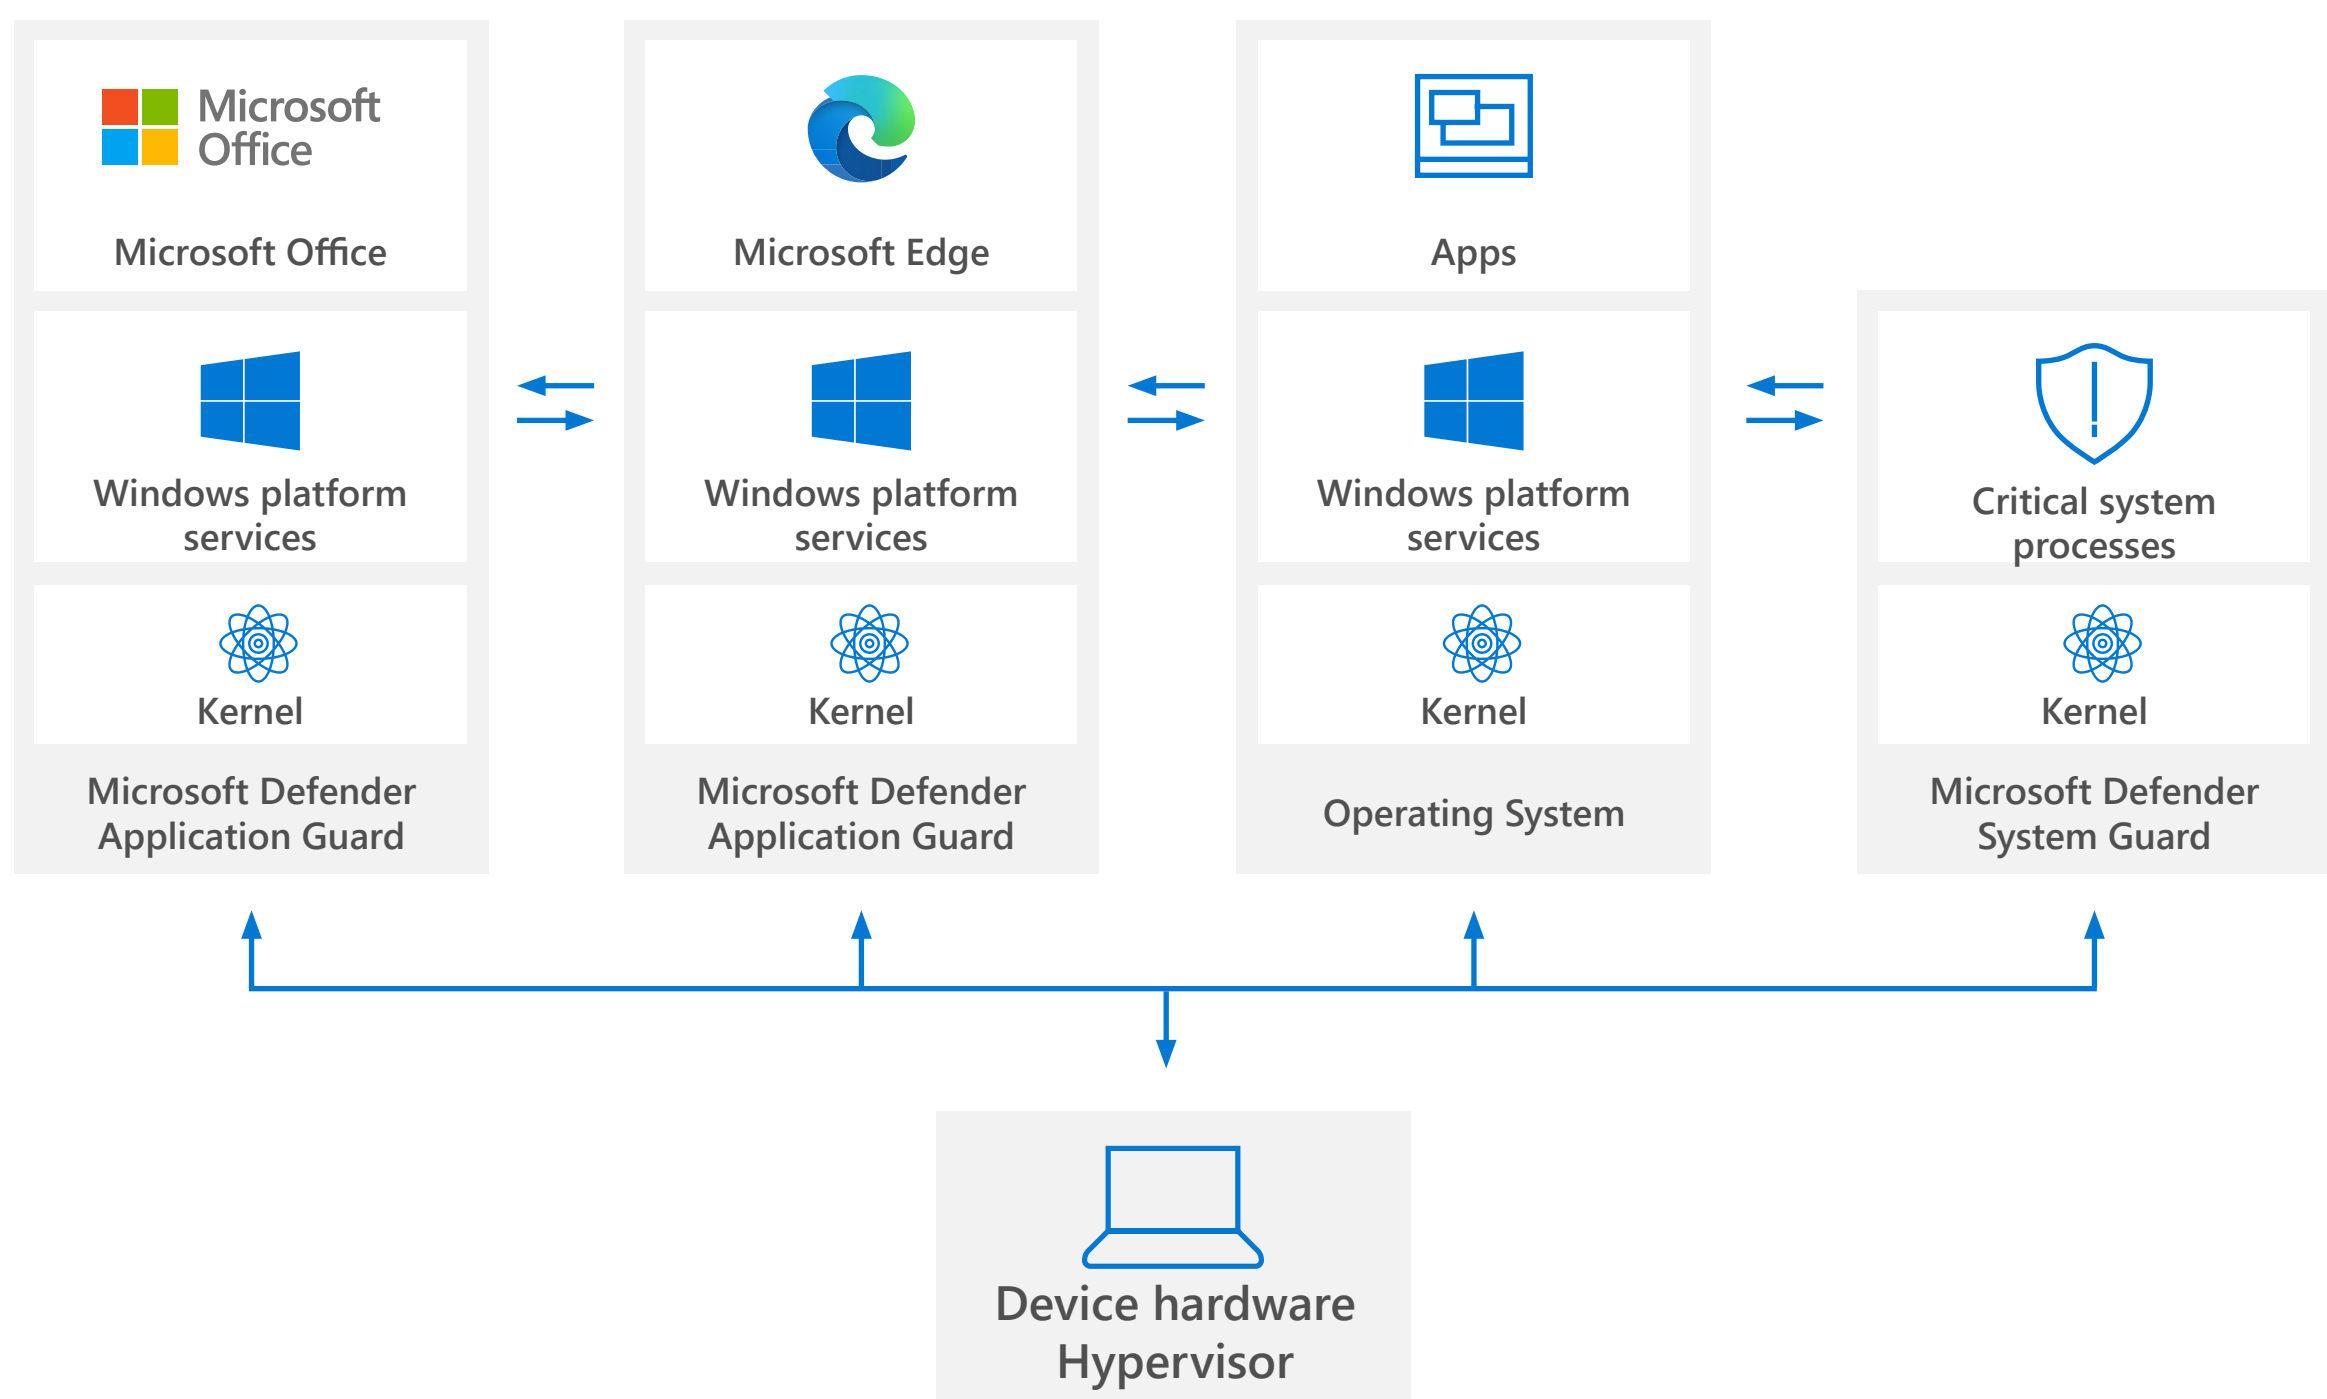 Microsoft
Office
Microsoft Office
Windows platform
services
Kernel
Microsoft Defender
Application Guard
Microsoft Edge
Windows platform
services
Kernel
Microsoft Defender
Application Guard
Apps
Windows platform
services
Kernel
Operating System
Critical system
processes
Kernel
Microsoft Defender
System Guard
Device hardware
Hypervisor